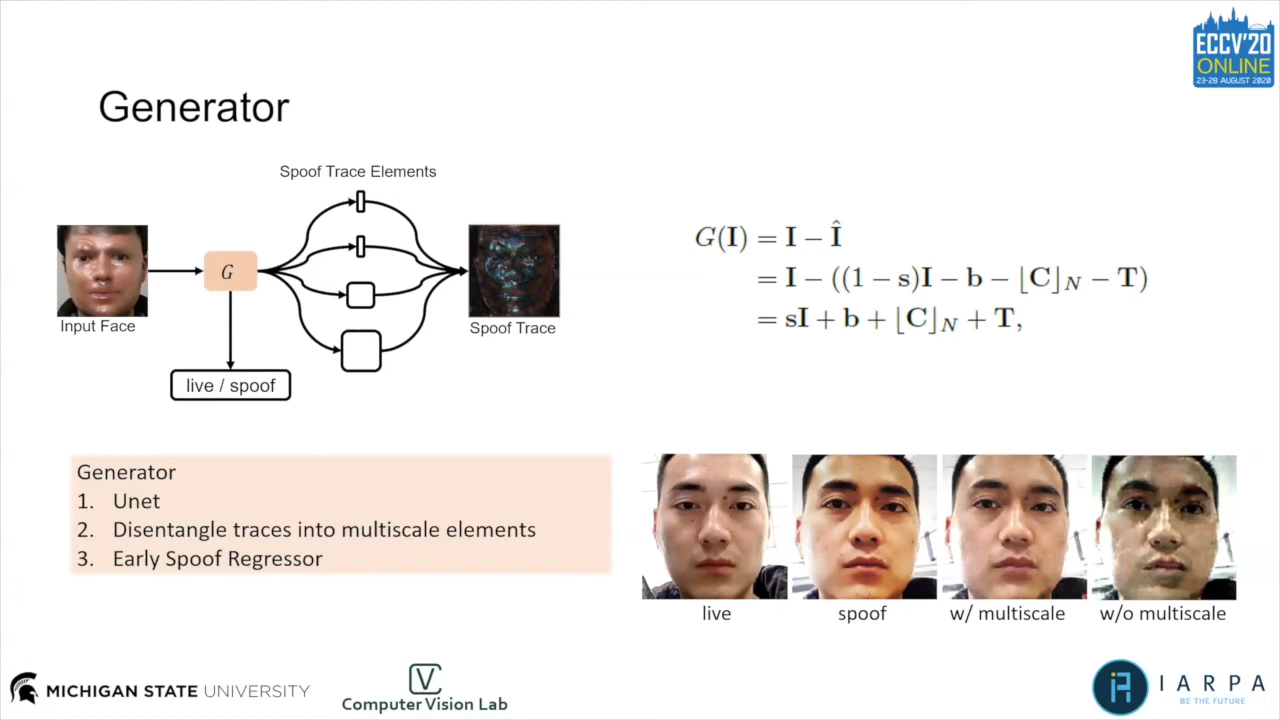 ECCV'20
ONLINE
23-28 AUGUST 2020
Generator
Spoof Trace Elements
G
Input Face
Spoof Trace
live / spoof
G(I) = I − Î
= I − ((1 − s)I − b − ⌊C⌋_N − T)
= sI + b + ⌊C⌋_N + T,
Generator
1. Unet
2. Disentangle traces into multiscale elements
3. Early Spoof Regressor
live
spoof
w/ multiscale
w/o multiscale
MICHIGAN STATE UNIVERSITY
V
Computer Vision Lab
IARPA
BE THE FUTURE